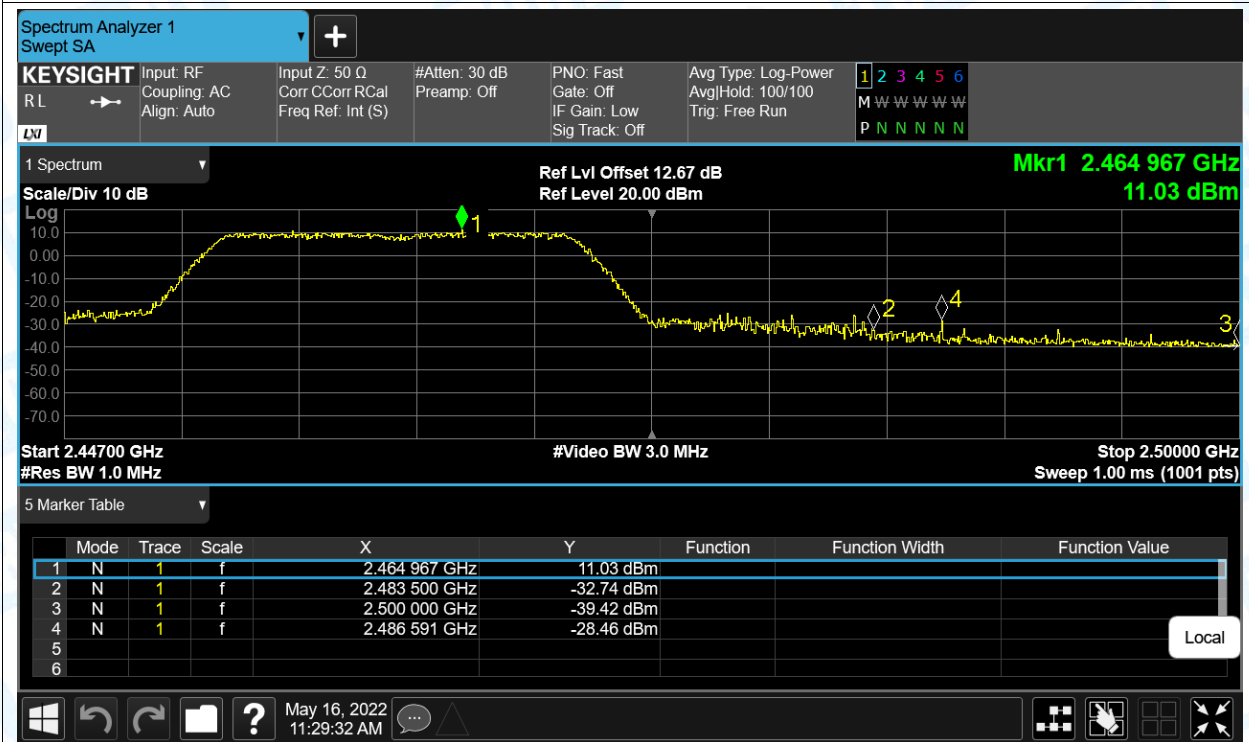 Spectrum Analyzer 1
Swept SA
+
KEYSIGHT
R L
LXI
Input: RF
Coupling: AC
Align: Auto
Input Z: 50 Ω
Corr CCorr RCal
Freq Ref: Int (S)
#Atten: 30 dB
Preamp: Off
PNO: Fast
Gate: Off
IF Gain: Low
Sig Track: Off
Avg Type: Log-Power
Avg|Hold: 100/100
Trig: Free Run
1 2 3 4 5 6
M W W W W W
P N N N N N
1 Spectrum
Scale/Div 10 dB
Ref Lvl Offset 12.67 dB
Ref Level 20.00 dBm
Mkr1 2.464 967 GHz
11.03 dBm
Log
10.0
0.00
-10.0
-20.0
-30.0
-40.0
-50.0
-60.0
-70.0
1
2
4
3
Start 2.44700 GHz
#Res BW 1.0 MHz
#Video BW 3.0 MHz
Stop 2.50000 GHz
Sweep 1.00 ms (1001 pts)
5 Marker Table
Mode Trace Scale X Y Function Function Width Function Value
1 N 1 f 2.464 967 GHz 11.03 dBm
2 N 1 f 2.483 500 GHz -32.74 dBm
3 N 1 f 2.500 000 GHz -39.42 dBm
4 N 1 f 2.486 591 GHz -28.46 dBm
5
6
Local
?
May 16, 2022
11:29:32 AM